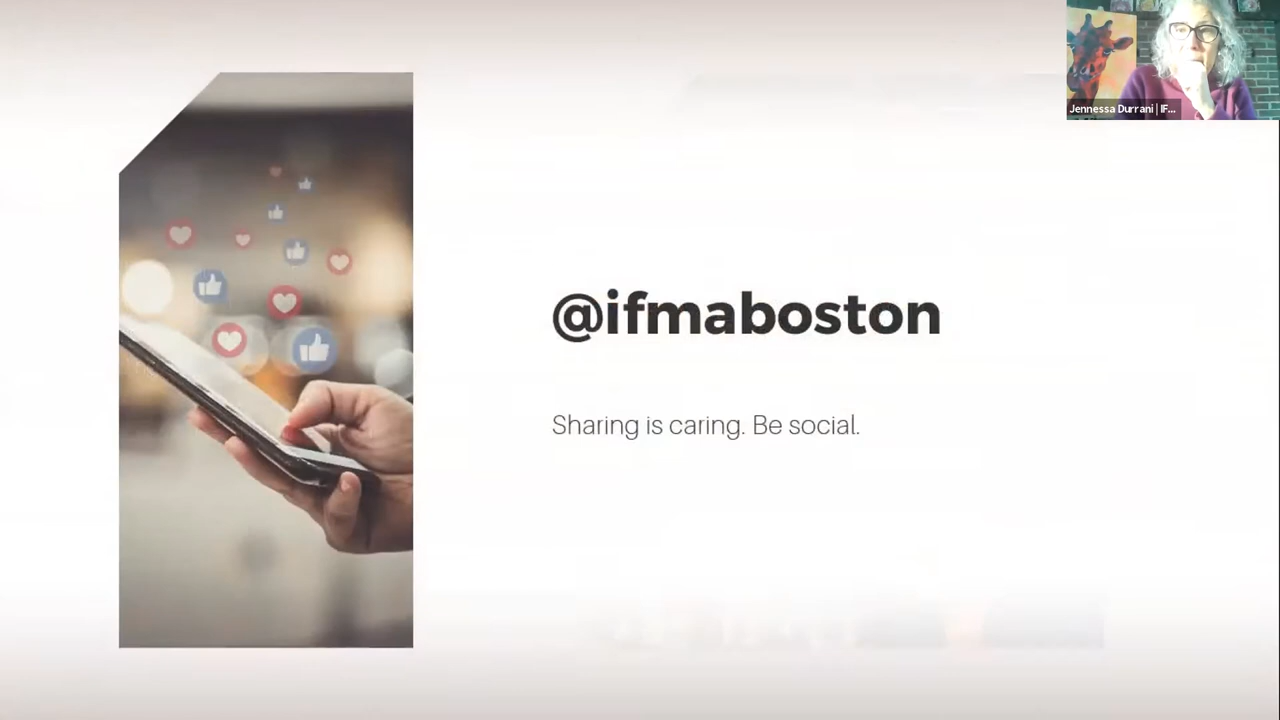 Jennessa Durrani | IF...
@ifmaboston
Sharing is caring. Be social.